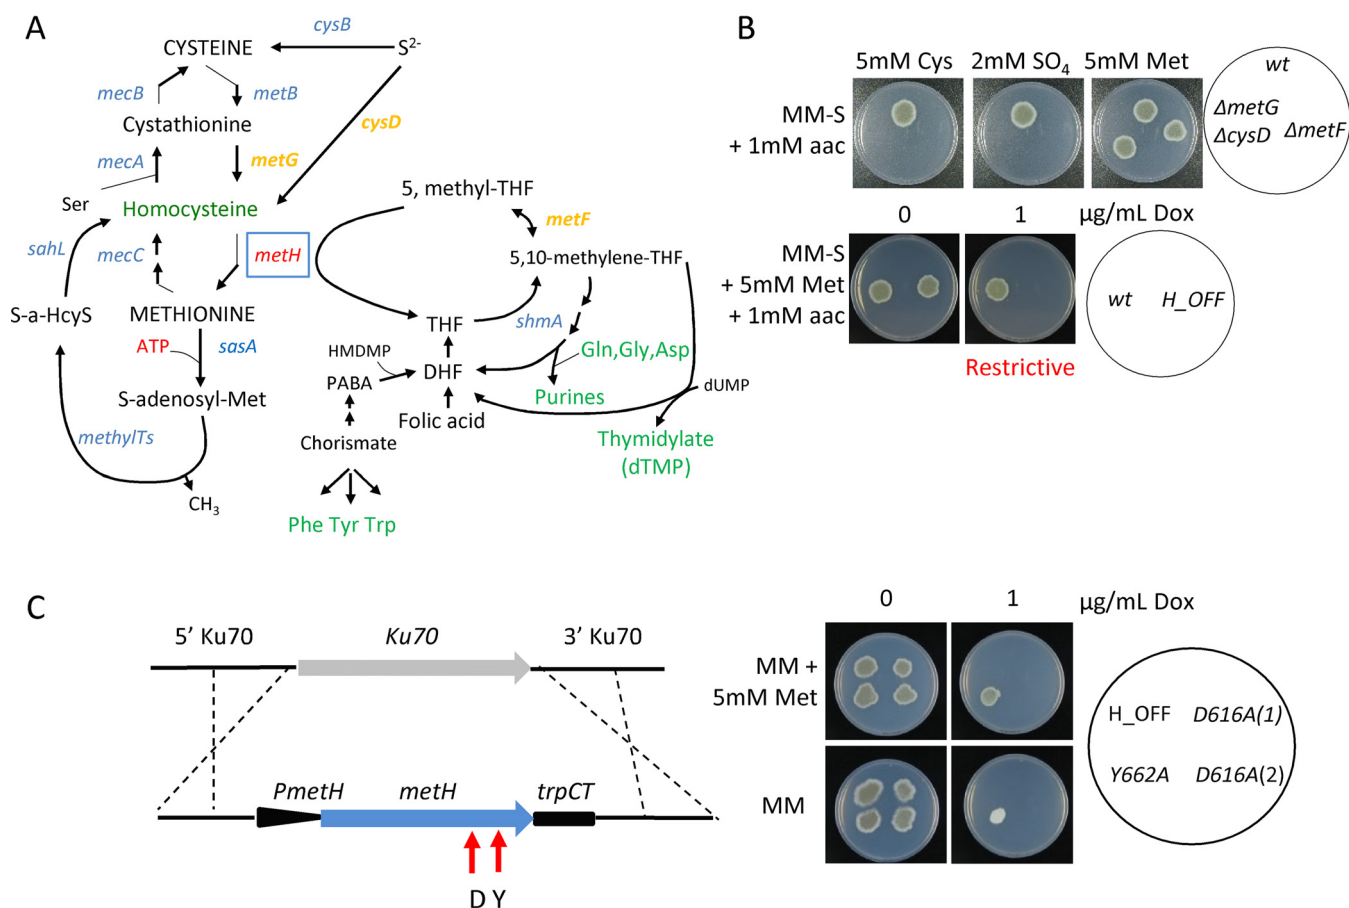 A
cysB
CYSTEINE
S2-
mecB
metB
cysD
Cystathionine
mecA
metG
Ser
Homocysteine
5, methyl-THF
metF
sahL
mecC
metH
5,10-methylene-THF
S-a-HcyS
METHIONINE
THF
shmA
ATP
sasA
HMDMP
Gln,Gly,Asp
PABA
DHF
dUMP
S-adenosyl-Met
Purines
Folic acid
methylTs
Chorismate
Thymidylate
(dTMP)
CH3
Phe Tyr Trp
B
5mM Cys
2mM SO4
5mM Met
wt
MM-S
+ 1mM aac
ΔmetG
ΔcysD
ΔmetF
0
1
µg/mL Dox
MM-S
+ 5mM Met
+ 1mM aac
wt
H_OFF
Restrictive
C
5' Ku70
Ku70
3' Ku70
PmetH
metH
trpCT
D Y
0
1
µg/mL Dox
MM +
5mM Met
MM
H_OFF
D616A(1)
Y662A
D616A(2)